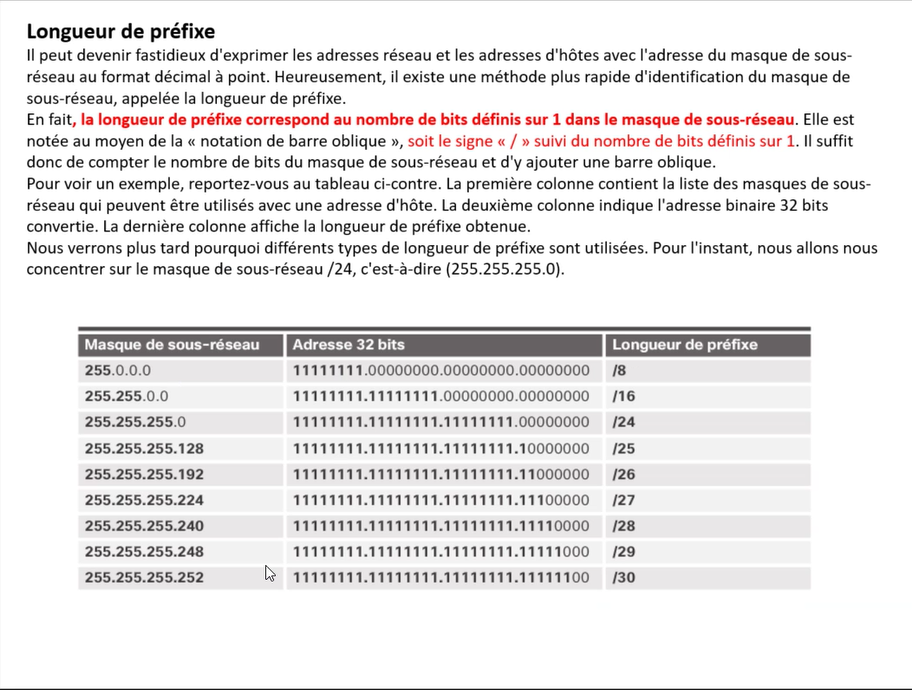 Longueur de préfixe
Il peut devenir fastidieux d'exprimer les adresses réseau et les adresses d'hôtes avec l'adresse du masque de sous-
réseau au format décimal à point. Heureusement, il existe une méthode plus rapide d'identification du masque de
sous-réseau, appelée la longueur de préfixe.
En fait, la longueur de préfixe correspond au nombre de bits définis sur 1 dans le masque de sous-réseau. Elle est
notée au moyen de la « notation de barre oblique », soit le signe « / » suivi du nombre de bits définis sur 1. Il suffit
donc de compter le nombre de bits du masque de sous-réseau et d'y ajouter une barre oblique.
Pour voir un exemple, reportez-vous au tableau ci-contre. La première colonne contient la liste des masques de sous-
réseau qui peuvent être utilisés avec une adresse d'hôte. La deuxième colonne indique l'adresse binaire 32 bits
convertie. La dernière colonne affiche la longueur de préfixe obtenue.
Nous verrons plus tard pourquoi différents types de longueur de préfixe sont utilisées. Pour l'instant, nous allons nous
concentrer sur le masque de sous-réseau /24, c'est-à-dire (255.255.255.0).
Masque de sous-réseau Adresse 32 bits Longueur de préfixe
255.0.0.0 11111111.00000000.00000000.00000000 /8
255.255.0.0 11111111.11111111.00000000.00000000 /16
255.255.255.0 11111111.11111111.11111111.00000000 /24
255.255.255.128 11111111.11111111.11111111.10000000 /25
255.255.255.192 11111111.11111111.11111111.11000000 /26
255.255.255.224 11111111.11111111.11111111.11100000 /27
255.255.255.240 11111111.11111111.11111111.11110000 /28
255.255.255.248 11111111.11111111.11111111.11111000 /29
255.255.255.252 11111111.11111111.11111111.11111100 /30